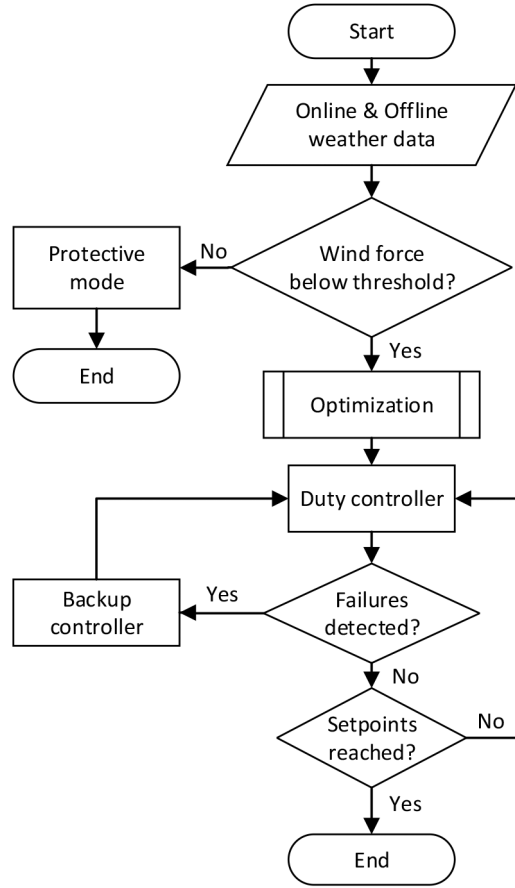 Start
Online & Offline
weather data
Wind force
below threshold?
No
Protective
mode
End
Yes
Optimization
Duty controller
Failures
detected?
Yes
Backup
controller
No
Setpoints
reached?
No
Yes
End